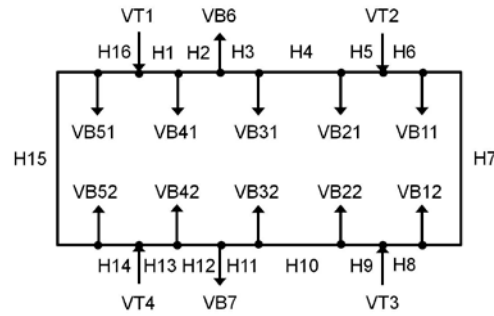 VT1 VB6 VT2
H16 H1 H2 H3 H4 H5 H6
VB51 VB41 VB31 VB21 VB11
H15 H7
VB52 VB42 VB32 VB22 VB12
H14 H13 H12 H11 H10 H9 H8
VT4 VB7 VT3